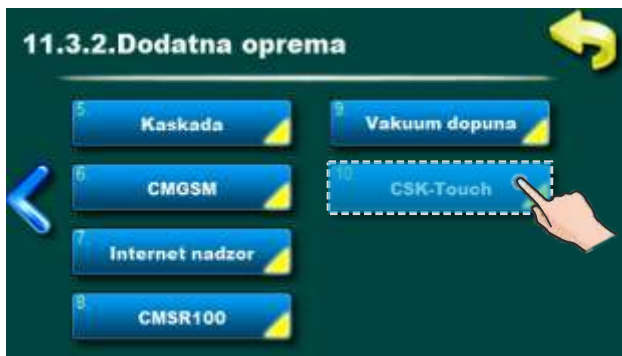 11.3.2.Dodatna oprema
5
Kaskada
6
CMGSM
7
Internet nadzor
8
CMSR100
9
Vakuum dopuna
10
CSK-Touch